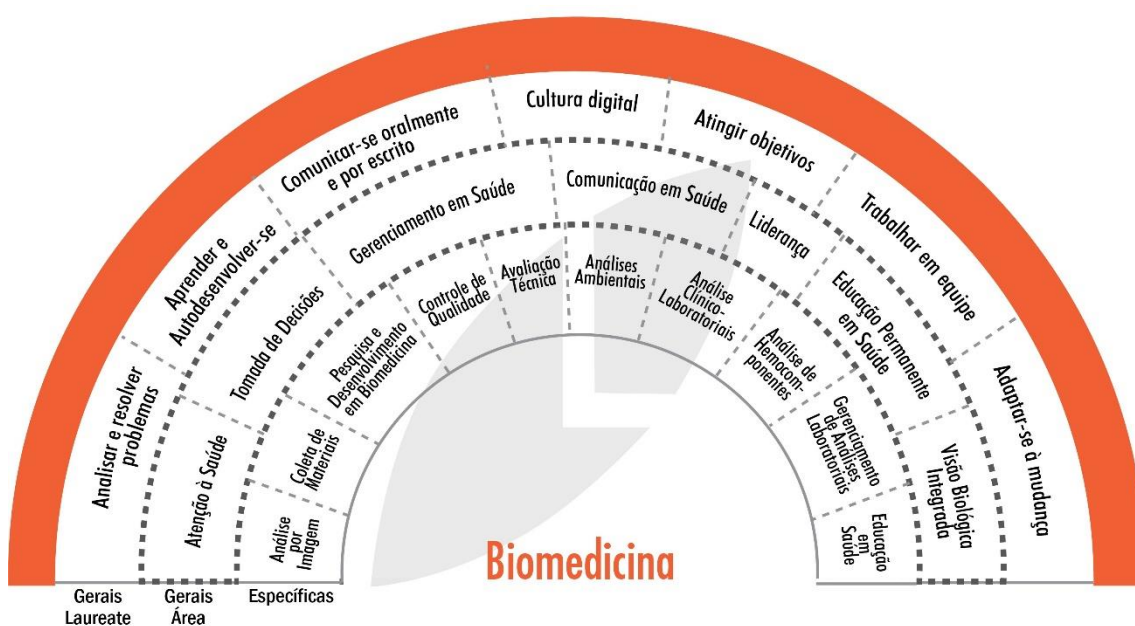 Analisar e resolver
problemas
Aprender e
Autodesenvolver-se
Comunicar-se oralmente
e por escrito
Cultura digital
Atingir objetivos
Trabalhar em equipe
Adaptar-se à mudança
Atenção à Saúde
Tomada de Decisões
Gerenciamento em Saúde
Comunicação em Saúde
Liderança
Educação Permanente
em Saúde
Visão Biológica
Integrada
Análise
por
Imagem
Coleta de
Materiais
Pesquisa e
Desenvolvimento
em Biomedicina
Controle de
Qualidade
Avaliação
Técnica
Análises
Ambientais
Análise
Clínico-
Laboratoriais
Análise de
Hemocom-
ponentes
Gerenciamento
de Análises
Laboratoriais
Educação
em
Saúde
Biomedicina
Gerais
Laureate
Gerais
Área
Específicas